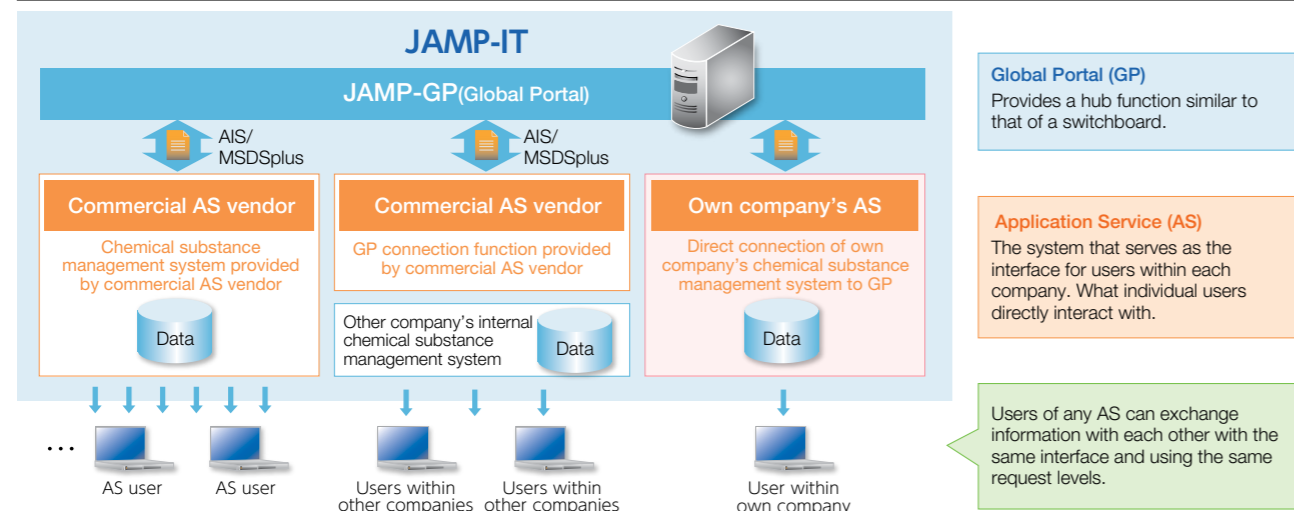 JAMP-IT
JAMP-GP(Global Portal)
AIS/
MSDSplus
AIS/
MSDSplus
Commercial AS vendor
Chemical substance
management system provided
by commercial AS vendor
Data
Commercial AS vendor
GP connection function provided
by commercial AS vendor
Other company's internal
chemical substance
management system
Data
Own company's AS
Direct connection of own
company's chemical substance
management system to GP
Data
...
AS user
AS user
Users within
other companies
Users within
other companies
User within
own company
Global Portal (GP)
Provides a hub function similar to
that of a switchboard.
Application Service (AS)
The system that serves as the
interface for users within each
company. What individual users
directly interact with.
Users of any AS can exchange
information with each other with the
same interface and using the same
request levels.